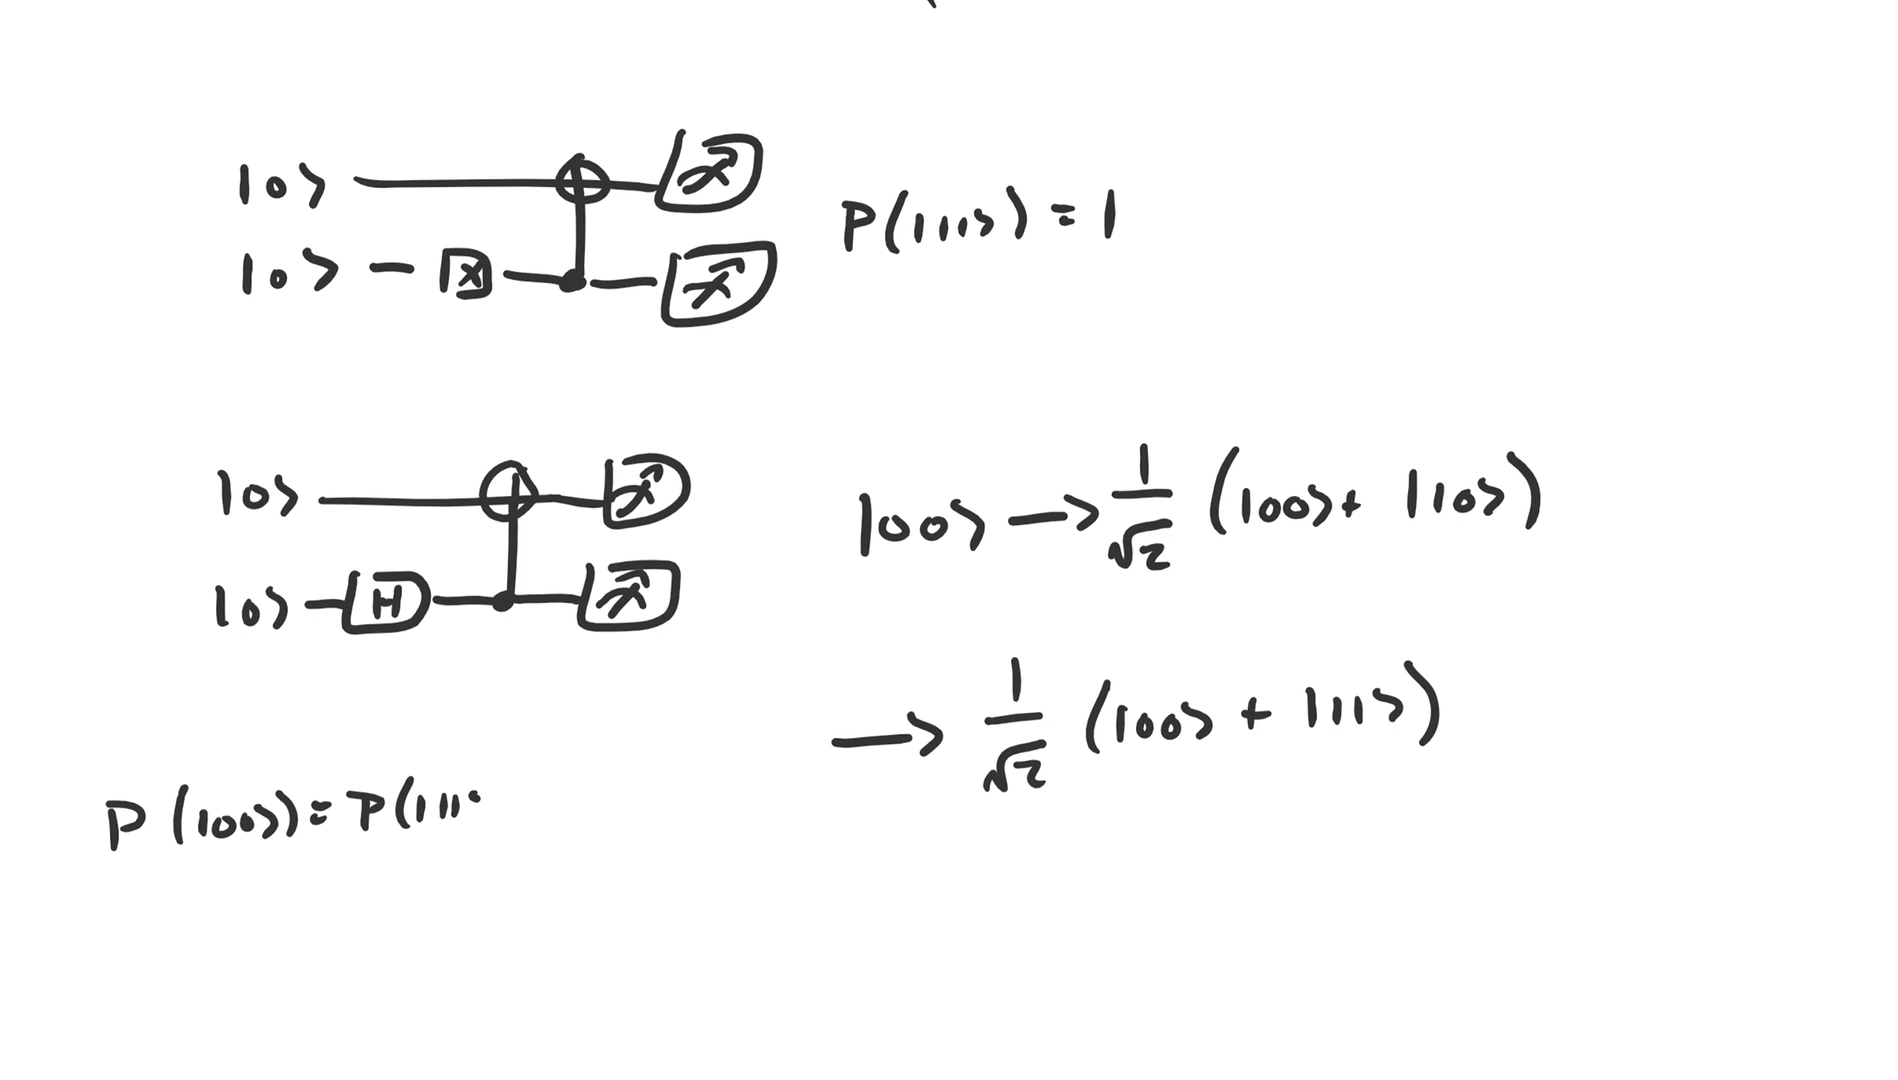 |0⟩
|0⟩ X
P(|11⟩) = 1
|0⟩
|0⟩ H
|00⟩ → 1/√2 (|00⟩ + |10⟩)
→ 1/√2 (|00⟩ + |11⟩)
P(|00⟩) = P(|11